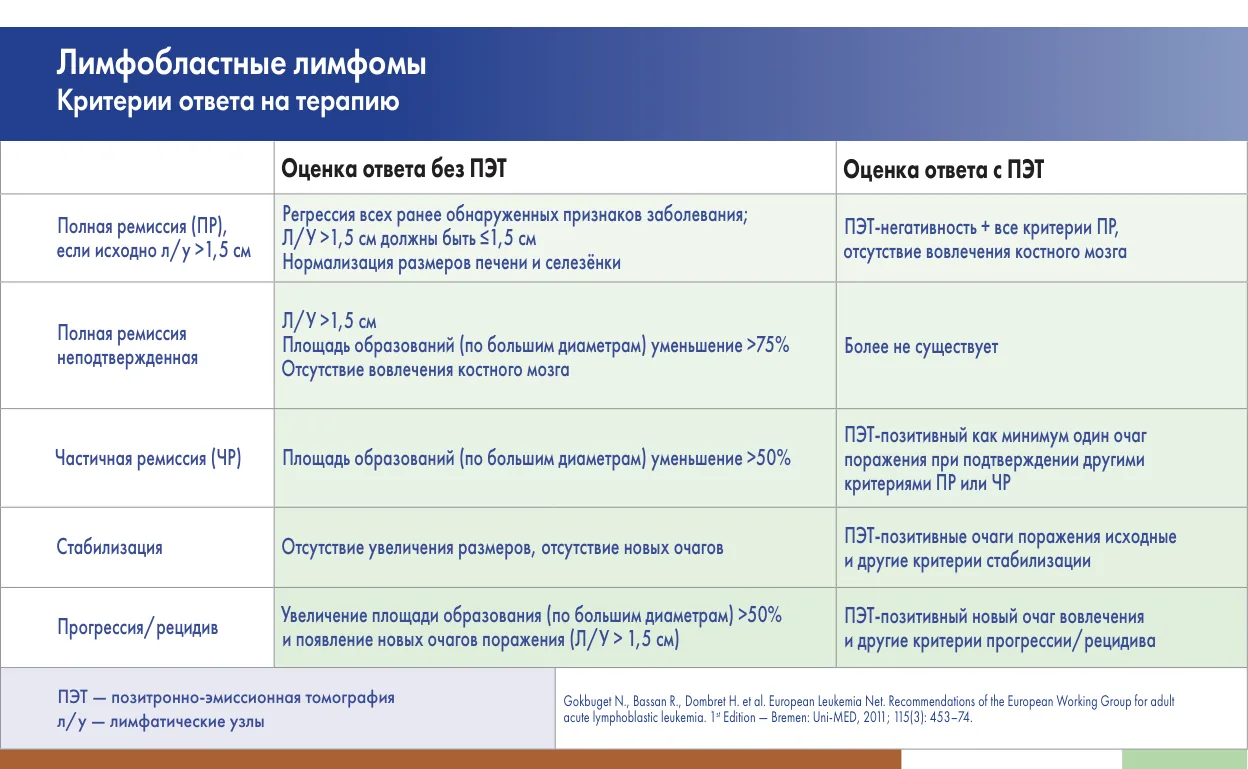 Лимфобластные лимфомы
Критерии ответа на терапию
Оценка ответа без ПЭТ
Оценка ответа с ПЭТ
Полная ремиссия (ПР),
если исходно л/у >1,5 см
Регрессия всех ранее обнаруженных признаков заболевания;
Л/У >1,5 см должны быть ≤1,5 см
Нормализация размеров печени и селезёнки
ПЭТ-негативность + все критерии ПР,
отсутствие вовлечения костного мозга
Полная ремиссия
неподтвержденная
Л/У >1,5 см
Площадь образований (по большим диаметрам) уменьшение >75%
Отсутствие вовлечения костного мозга
Более не существует
Частичная ремиссия (ЧР)
Площадь образований (по большим диаметрам) уменьшение >50%
ПЭТ-позитивный как минимум один очаг
поражения при подтверждении другими
критериями ПР или ЧР
Стабилизация
Отсутствие увеличения размеров, отсутствие новых очагов
ПЭТ-позитивные очаги поражения исходные
и другие критерии стабилизации
Прогрессия/рецидив
Увеличение площади образования (по большим диаметрам) >50%
и появление новых очагов поражения (Л/У > 1,5 см)
ПЭТ-позитивный новый очаг вовлечения
и другие критерии прогрессии/рецидива
ПЭТ — позитронно-эмиссионная томография
л/у — лимфатические узлы
Gokbuget N., Bassan R., Dombret H. et al. European Leukemia Net. Recommendations of the European Working Group for adult
acute lymphoblastic leukemia. 1st Edition — Bremen: Uni-MED, 2011; 115(3): 453–74.